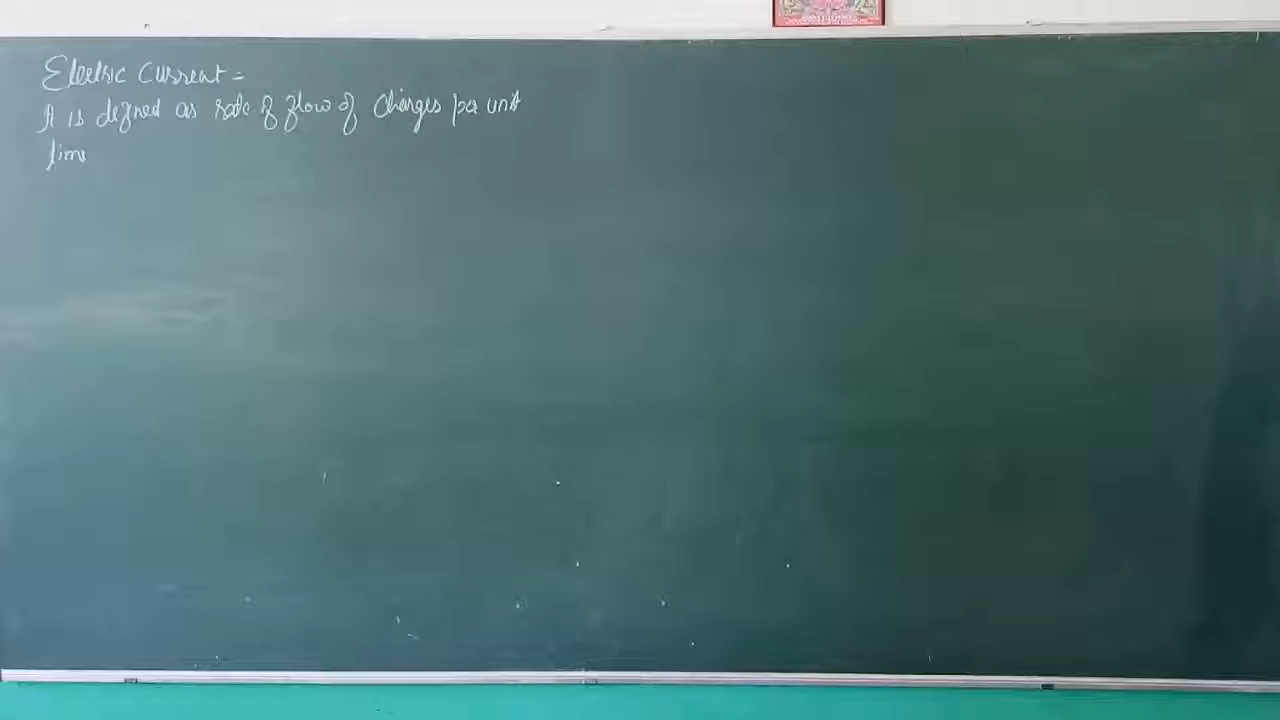 Electric Current =
It is defined as rate of flow of Charges per unit
time